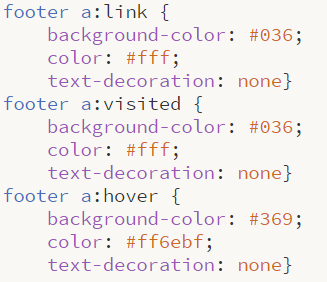 footer a:link {
    background-color: #036;
    color: #fff;
    text-decoration: none}
footer a:visited {
    background-color: #036;
    color: #fff;
    text-decoration: none}
footer a:hover {
    background-color: #369;
    color: #ff6ebf;
    text-decoration: none}